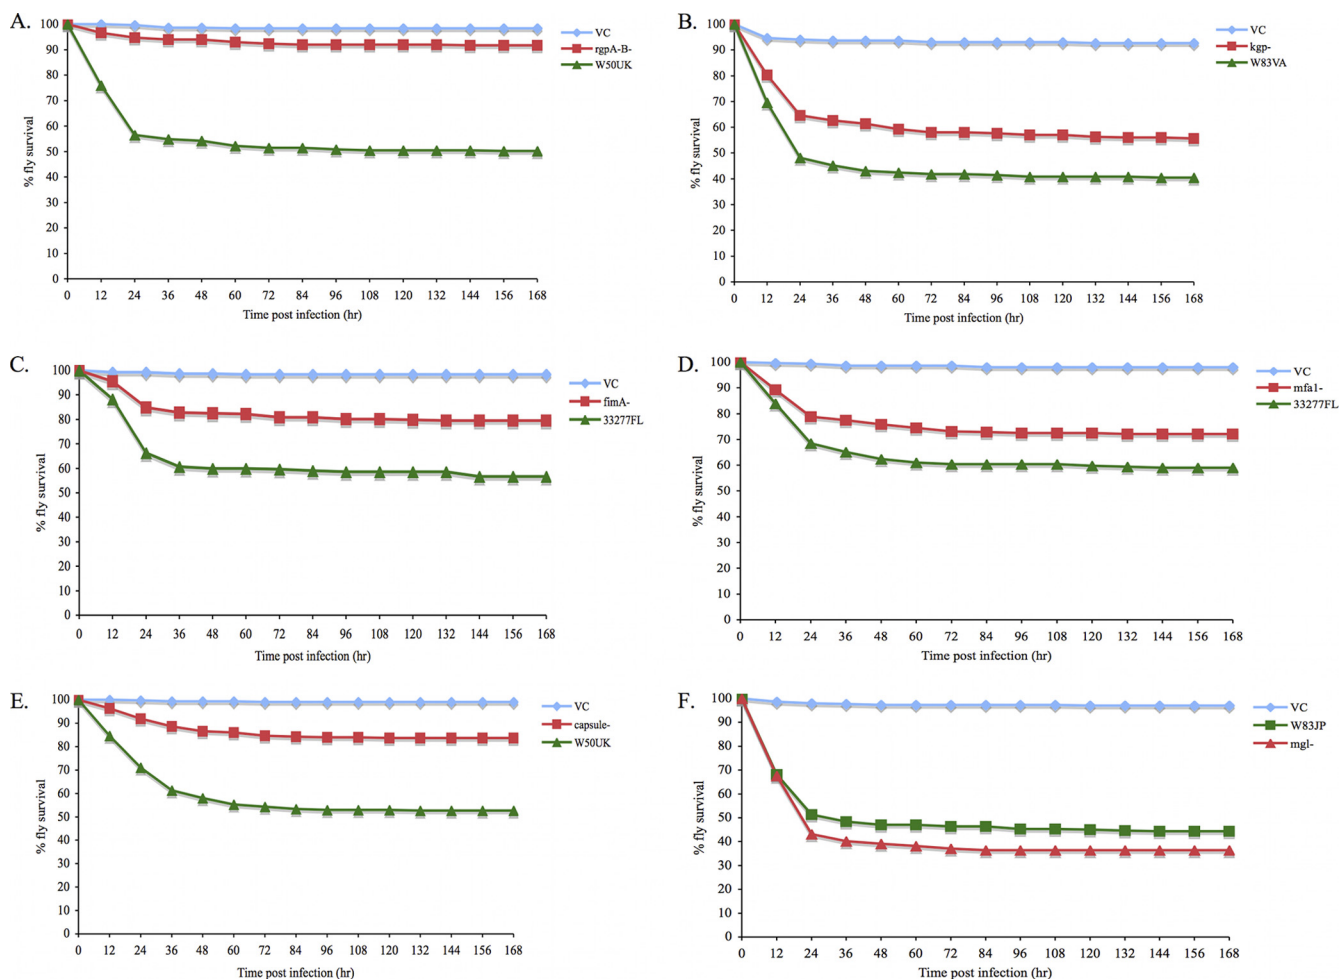 A.
100
90
80
70
60
50
40
30
20
10
0
% fly survival
0 12 24 36 48 60 72 84 96 108 120 132 144 156 168
Time post infection (hr)
VC
rgpA-B-
W50UK
B.
100
90
80
70
60
50
40
30
20
10
0
% fly survival
0 12 24 36 48 60 72 84 96 108 120 132 144 156 168
Time post infection (hr)
VC
kgp-
W83VA
C.
100
90
80
70
60
50
40
30
20
10
0
% fly survival
0 12 24 36 48 60 72 84 96 108 120 132 144 156 168
Time post infection (hr)
VC
fimA-
33277FL
D.
100
90
80
70
60
50
40
30
20
10
0
% fly survival
0 12 24 36 48 60 72 84 96 108 120 132 144 156 168
Time post infection (hr)
VC
mfa1-
33277FL
E.
100
90
80
70
60
50
40
30
20
10
0
% fly survival
0 12 24 36 48 60 72 84 96 108 120 132 144 156 168
Time post infection (hr)
VC
capsule-
W50UK
F.
100
90
80
70
60
50
40
30
20
10
0
% fly survival
0 12 24 36 48 60 72 84 96 108 120 132 144 156 168
Time post infection (hr)
VC
W83JP
mgl-